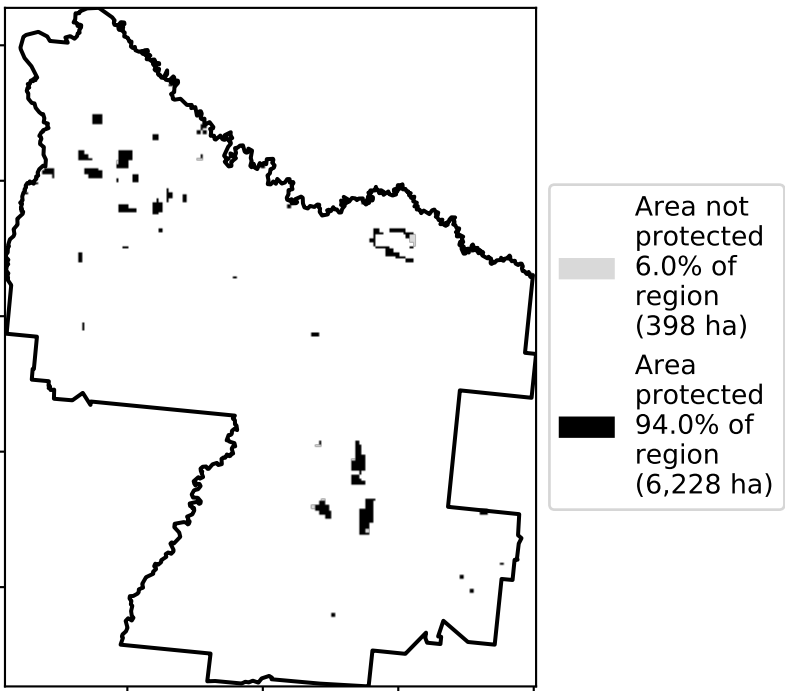 Area not
protected
6.0% of
region
(398 ha)
Area
protected
94.0% of
region
(6,228 ha)